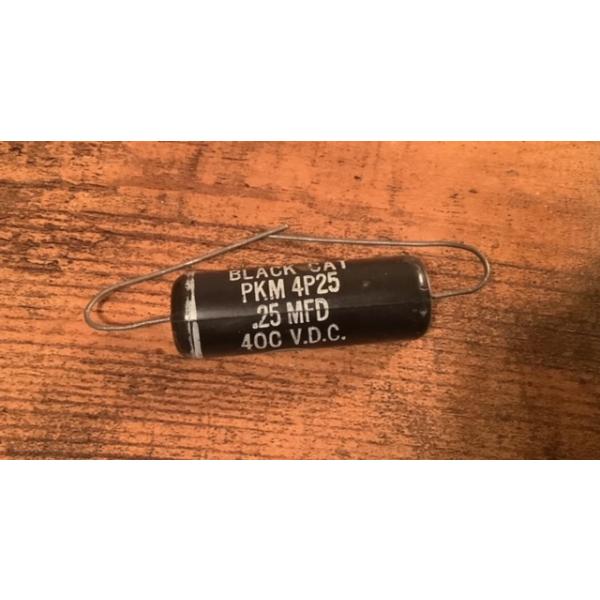 BLACK CAT
PKM 4P25
.25 MFD
400 V.D.C.